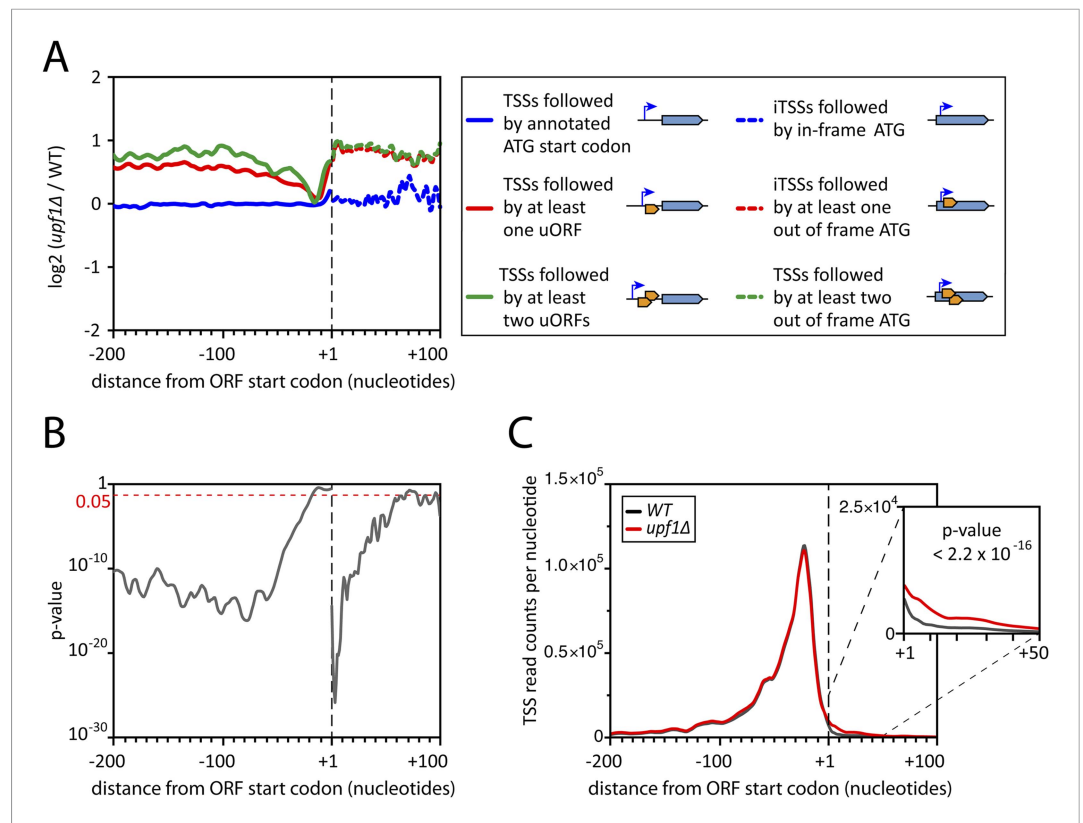 A
2
1
0
-1
-2
log2 (upf1Δ / WT)
-200
-100
+1
+100
distance from ORF start codon (nucleotides)
TSSs followed
by annotated
ATG start codon
iTSSs followed
by in-frame ATG
TSSs followed
by at least
one uORF
iTSSs followed
by at least one
out of frame ATG
TSSs followed
by at least
two uORFs
TSSs followed
by at least two
out of frame ATG
B
1
0.05
10-10
10-20
10-30
p-value
-200
-100
+1
+100
distance from ORF start codon (nucleotides)
C
1.5×10⁵
1.0×10⁵
0.5×10⁵
0
TSS read counts per nucleotide
WT
upf1Δ
2.5×10⁴
0
p-value
< 2.2 x 10 -16
+1
+50
-200
-100
+1
+100
distance from ORF start codon (nucleotides)